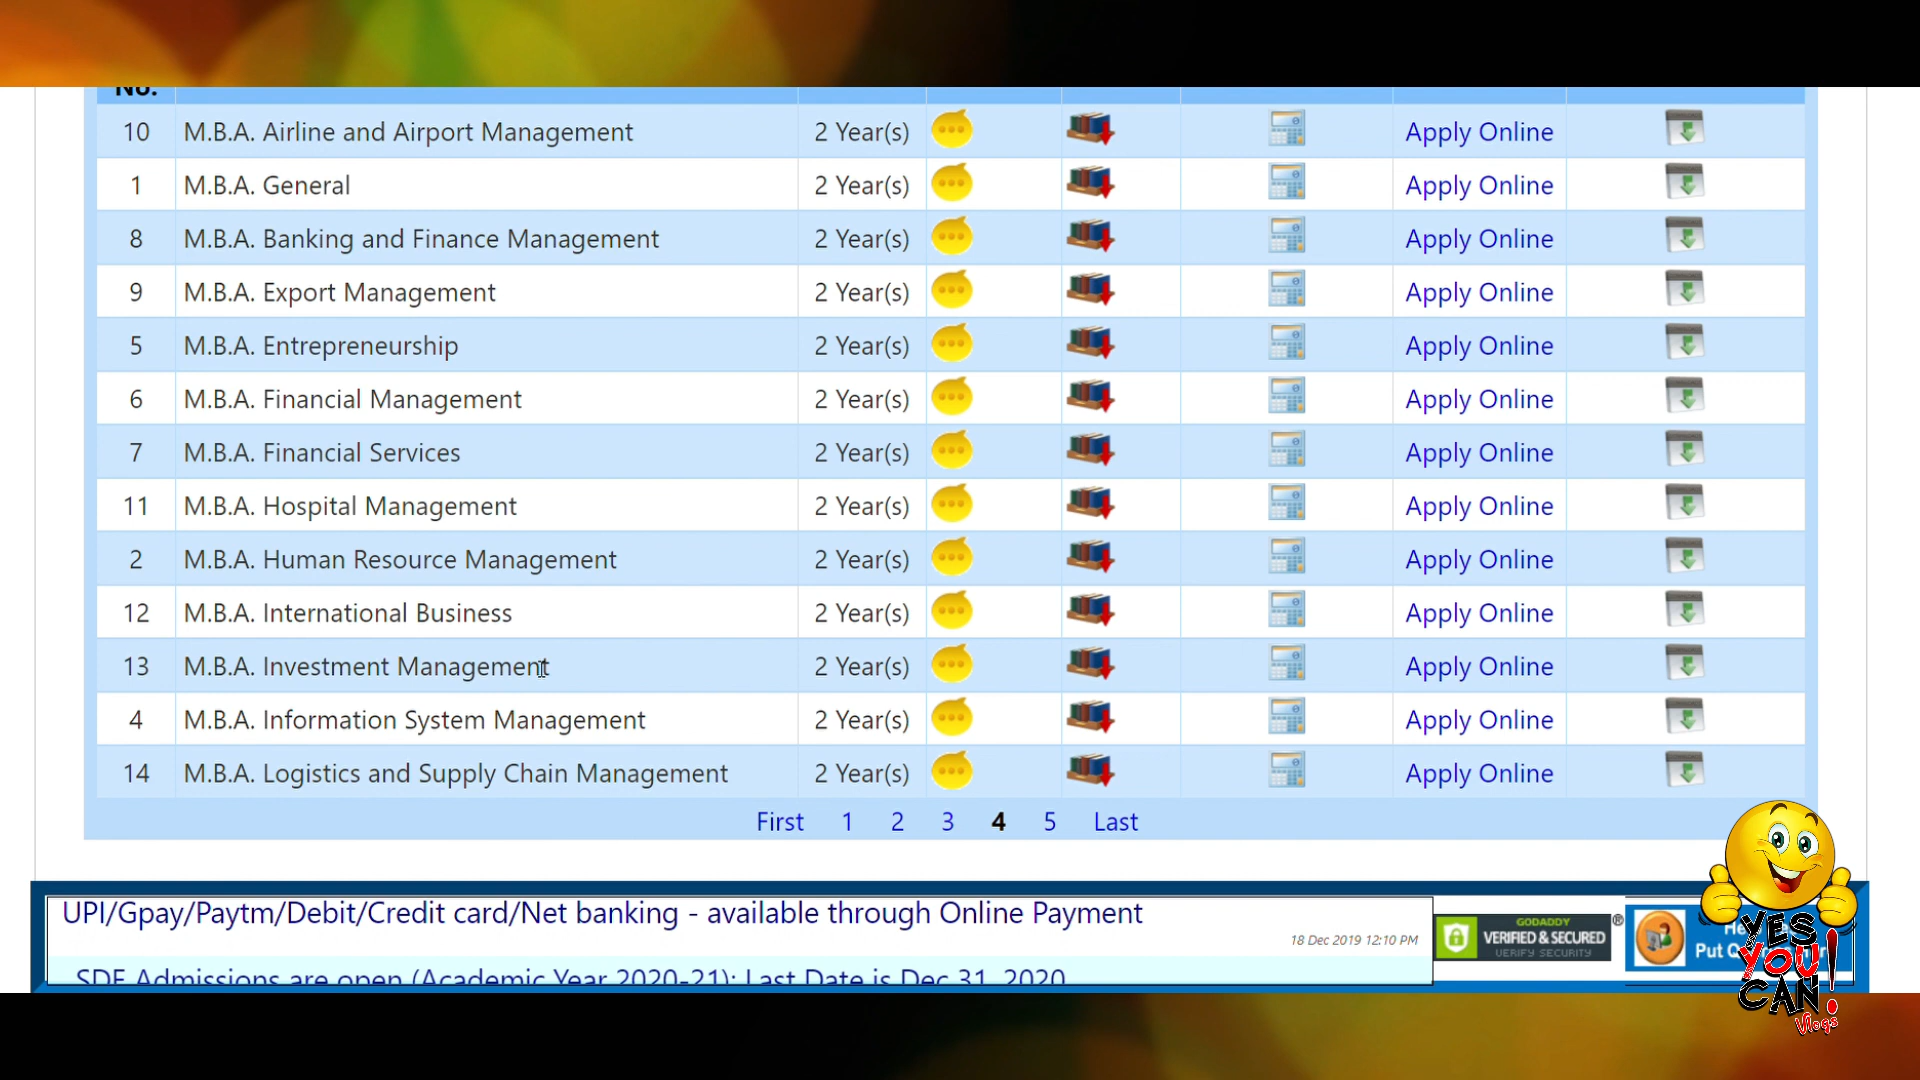 No.
10 M.B.A. Airline and Airport Management 2 Year(s) Apply Online
1 M.B.A. General 2 Year(s) Apply Online
8 M.B.A. Banking and Finance Management 2 Year(s) Apply Online
9 M.B.A. Export Management 2 Year(s) Apply Online
5 M.B.A. Entrepreneurship 2 Year(s) Apply Online
6 M.B.A. Financial Management 2 Year(s) Apply Online
7 M.B.A. Financial Services 2 Year(s) Apply Online
11 M.B.A. Hospital Management 2 Year(s) Apply Online
2 M.B.A. Human Resource Management 2 Year(s) Apply Online
12 M.B.A. International Business 2 Year(s) Apply Online
13 M.B.A. Investment Management 2 Year(s) Apply Online
4 M.B.A. Information System Management 2 Year(s) Apply Online
14 M.B.A. Logistics and Supply Chain Management 2 Year(s) Apply Online
First 1 2 3 4 5 Last
UPI/Gpay/Paytm/Debit/Credit card/Net banking - available through Online Payment
18 Dec 2019 12:10 PM
SDE Admissions are open (Academic Year 2020-21): Last Date is Dec 31, 2020
GODADDY
VERIFIED & SECURED
VERIFY SECURITY
®
Put
YES
YOU
CAN!
Vlogs